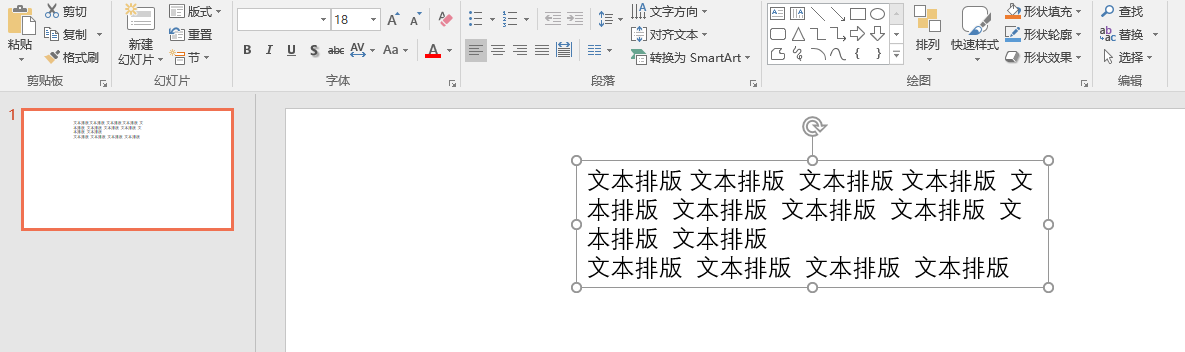 剪切
版式
18
A A
文字方向
形状填充
查找
粘贴
复制
新建
幻灯片
重置
对齐文本
排列
快速样式
形状轮廓
替换
格式刷
节
B I U S abc AV Aa A
转换为 SmartArt
形状效果
选择
剪贴板
幻灯片
字体
段落
绘图
编辑
1
文本排版 文本排版 文本排版 文本排版 文
本排版 文本排版 文本排版 文本排版 文
本排版 文本排版
文本排版 文本排版 文本排版 文本排版